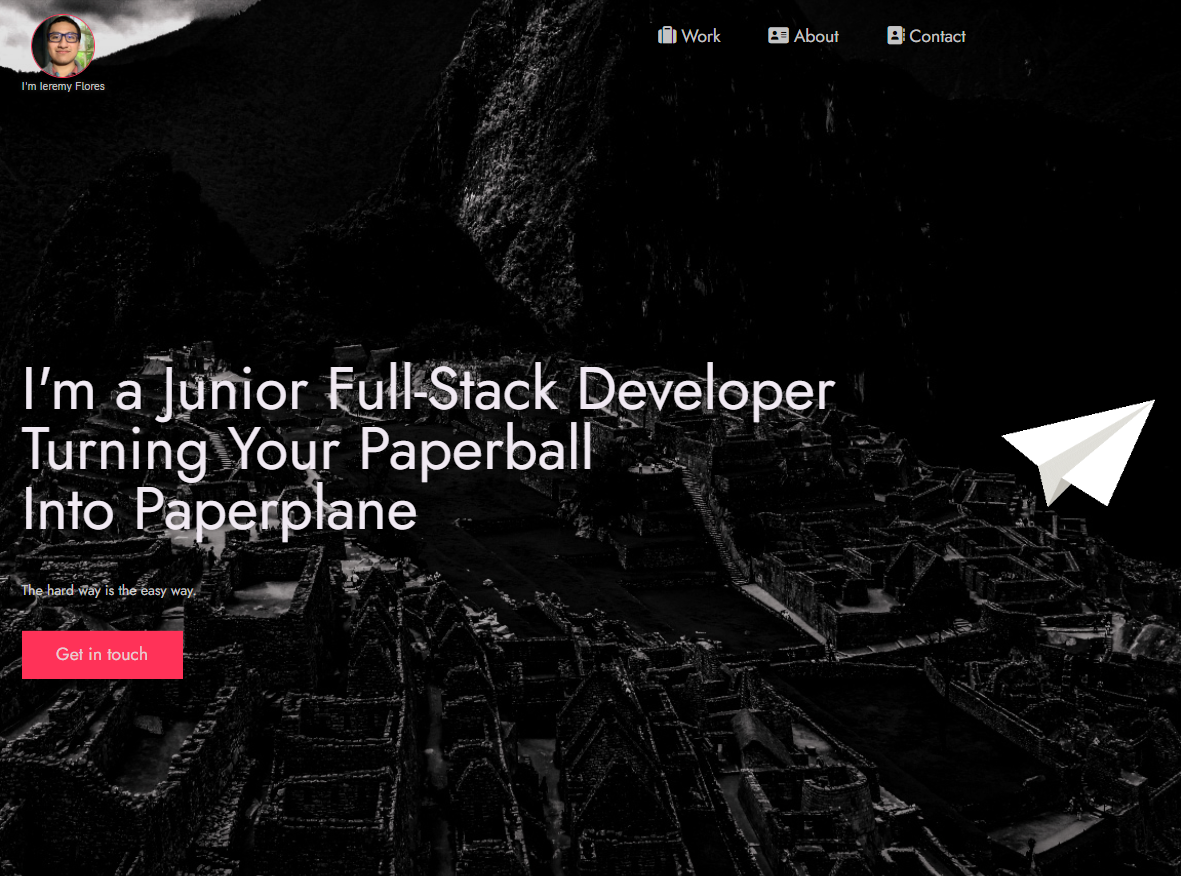 Work
About
Contact
I'm Ieremy Flores
I'm a Junior Full-Stack Developer
Turning Your Paperball
Into Paperplane
The hard way is the easy way.
Get in touch